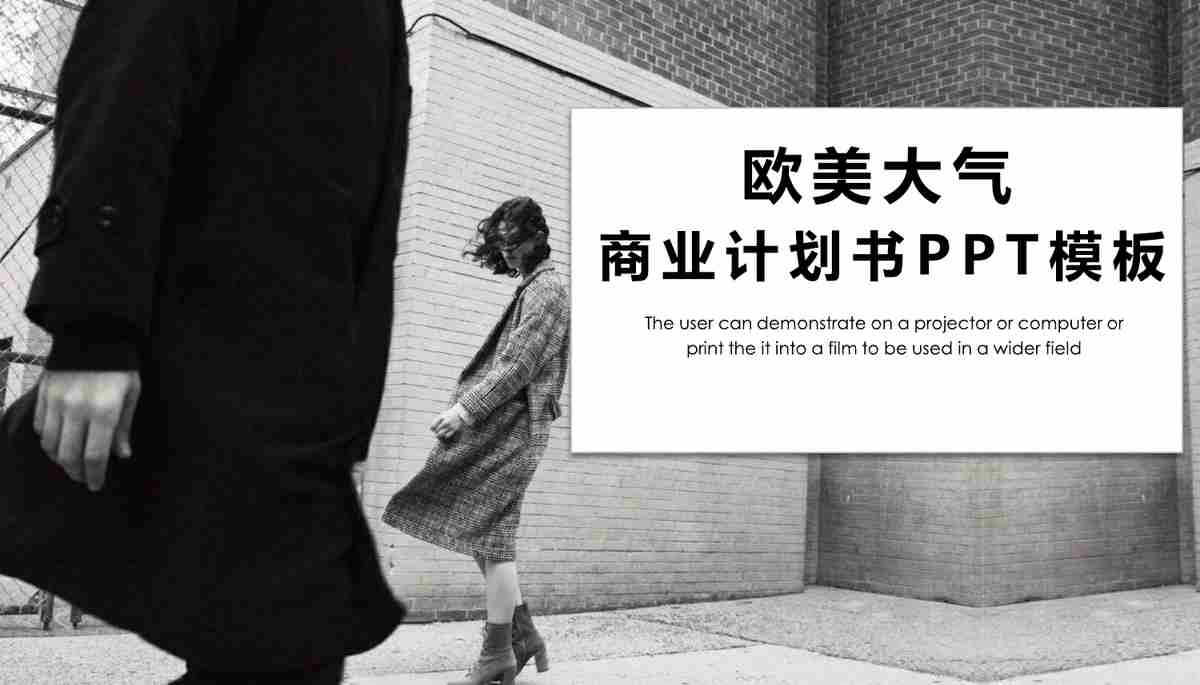 欧美大气
商业计划书PPT模板
The user can demonstrate on a projector or computer or
print the it into a film to be used in a wider field